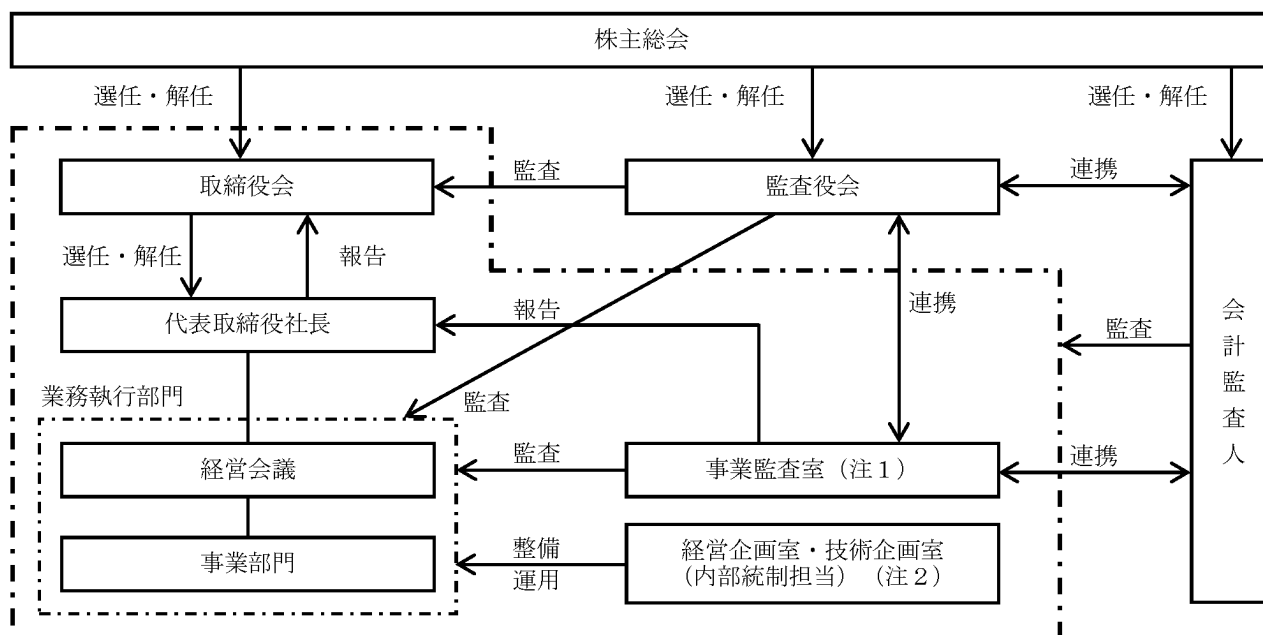 株主総会
選任・解任
選任・解任
選任・解任
取締役会
監査
監査役会
連携
選任・解任
報告
連携
代表取締役社長
報告
監査
会計監査人
業務執行部門
監査
経営会議
監査
事業監査室（注１）
連携
事業部門
整備
運用
経営企画室・技術企画室
（内部統制担当）（注２）